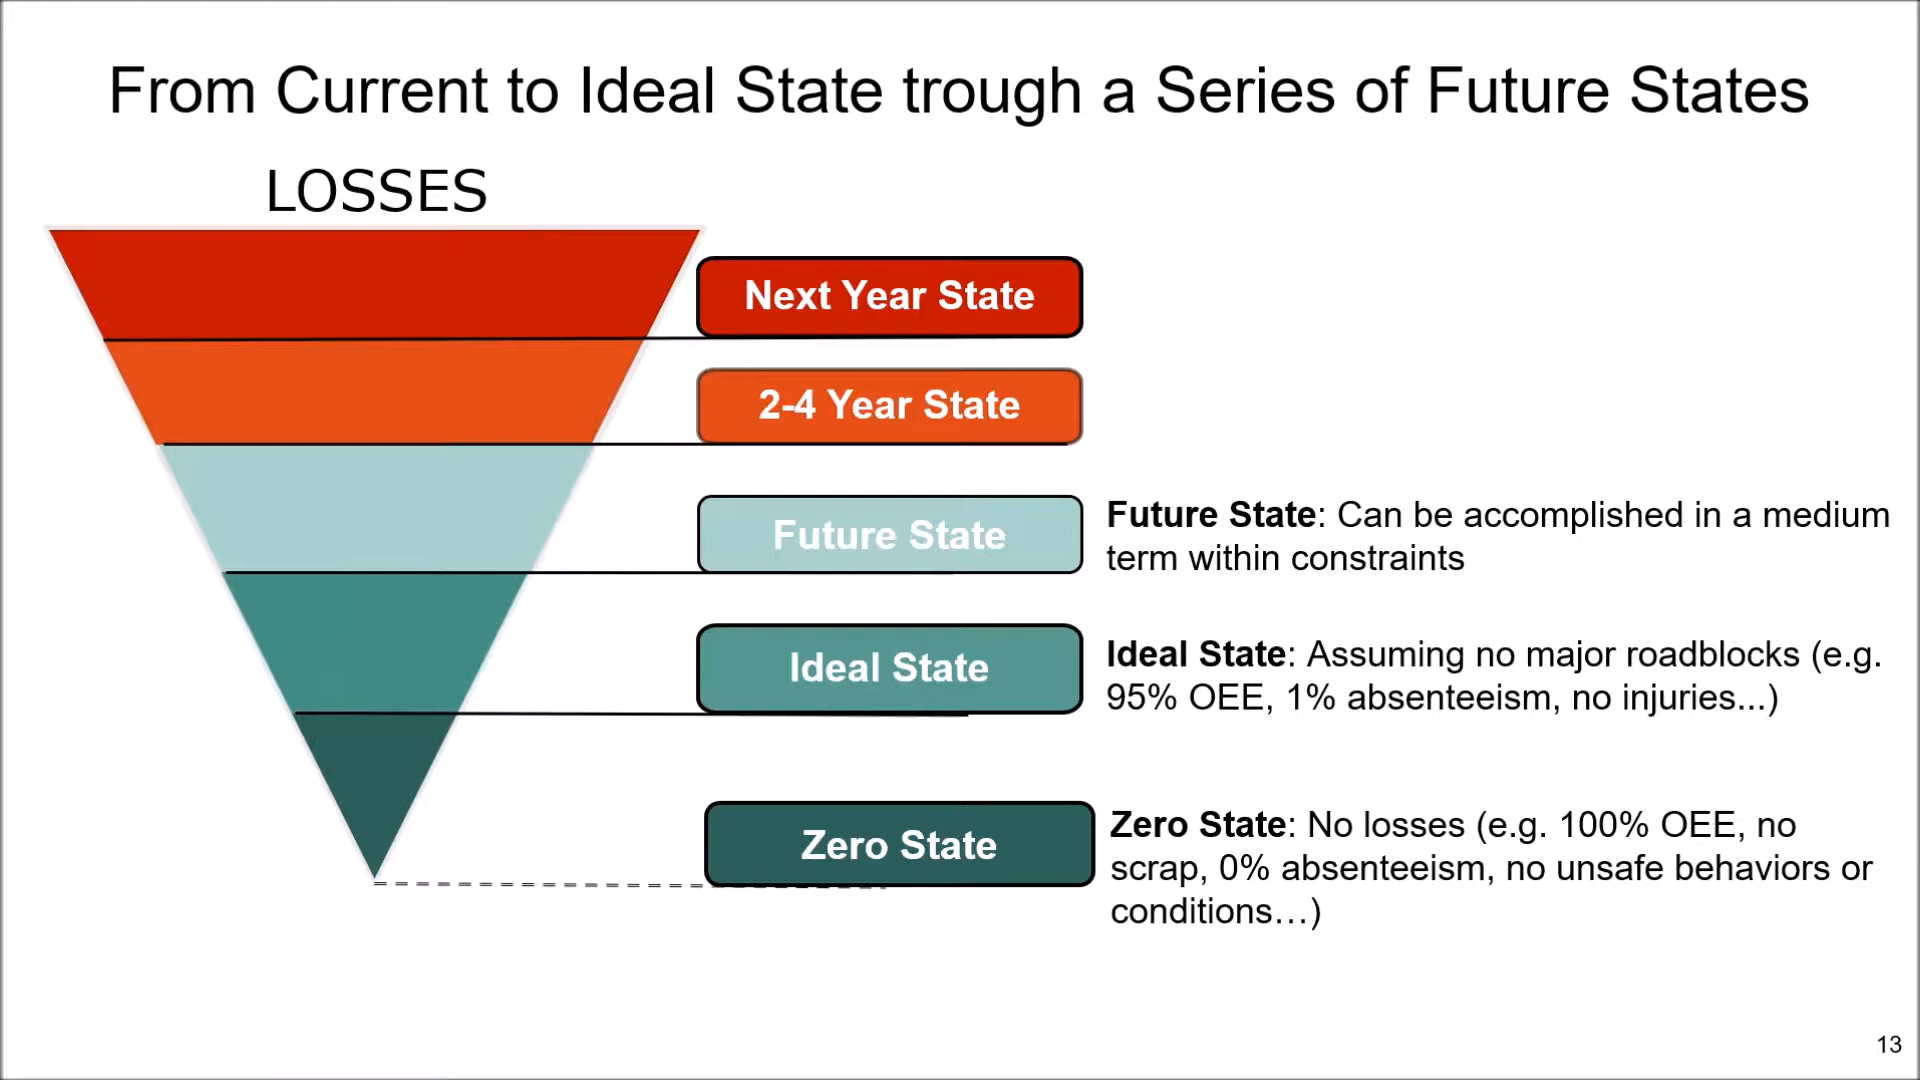 From Current to Ideal State trough a Series of Future States
LOSSES
Next Year State
2-4 Year State
Future State
Future State: Can be accomplished in a medium
term within constraints
Ideal State
Ideal State: Assuming no major roadblocks (e.g.
95% OEE, 1% absenteeism, no injuries...)
Zero State
Zero State: No losses (e.g. 100% OEE, no
scrap, 0% absenteeism, no unsafe behaviors or
conditions…)
13